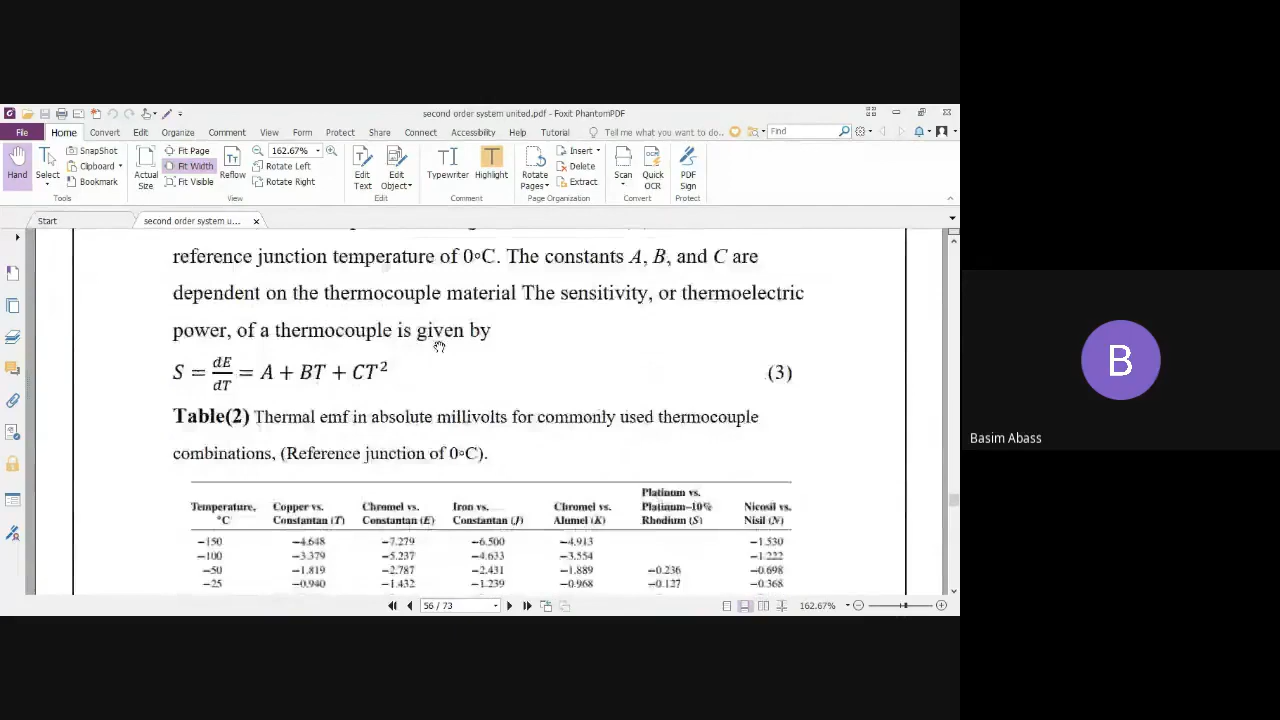 second order system united.pdf - Foxit PhantomPDF
File Home Convert Edit Organize Comment View Form Protect Share Connect Accessibility Help Tutorial Tell me what you want to do.. Find
Hand Select SnapShot Clipboard Bookmark Actual Size Fit Page Fit Width Fit Visible Reflow 162.67% Rotate Left Rotate Right Edit Text Edit Object Typewriter Highlight Rotate Pages Insert Delete Extract Scan Quick OCR PDF Sign
Tools View Edit Comment Page Organization Convert Protect
Start second order system u...
reference junction temperature of 0∘C. The constants A, B, and C are
dependent on the thermocouple material The sensitivity, or thermoelectric
power, of a thermocouple is given by
S = dE/dT = A + BT + CT² (3)
Table(2) Thermal emf in absolute millivolts for commonly used thermocouple
combinations, (Reference junction of 0∘C).
Temperature, °C Copper vs. Constantan (T) Chromel vs. Constantan (E) Iron vs. Constantan (J) Chromel vs. Alumel (K) Platinum vs. Platinum–10% Rhodium (S) Nicosil vs. Nisil (N)
−150 −4.648 −7.279 −6.500 −4.913 −1.530
−100 −3.379 −5.237 −4.633 −3.554 −1.222
−50 −1.819 −2.787 −2.431 −1.889 −0.236 −0.698
−25 −0.940 −1.432 −1.239 −0.968 −0.127 −0.368
56 / 73 162.67%
B
Basim Abass